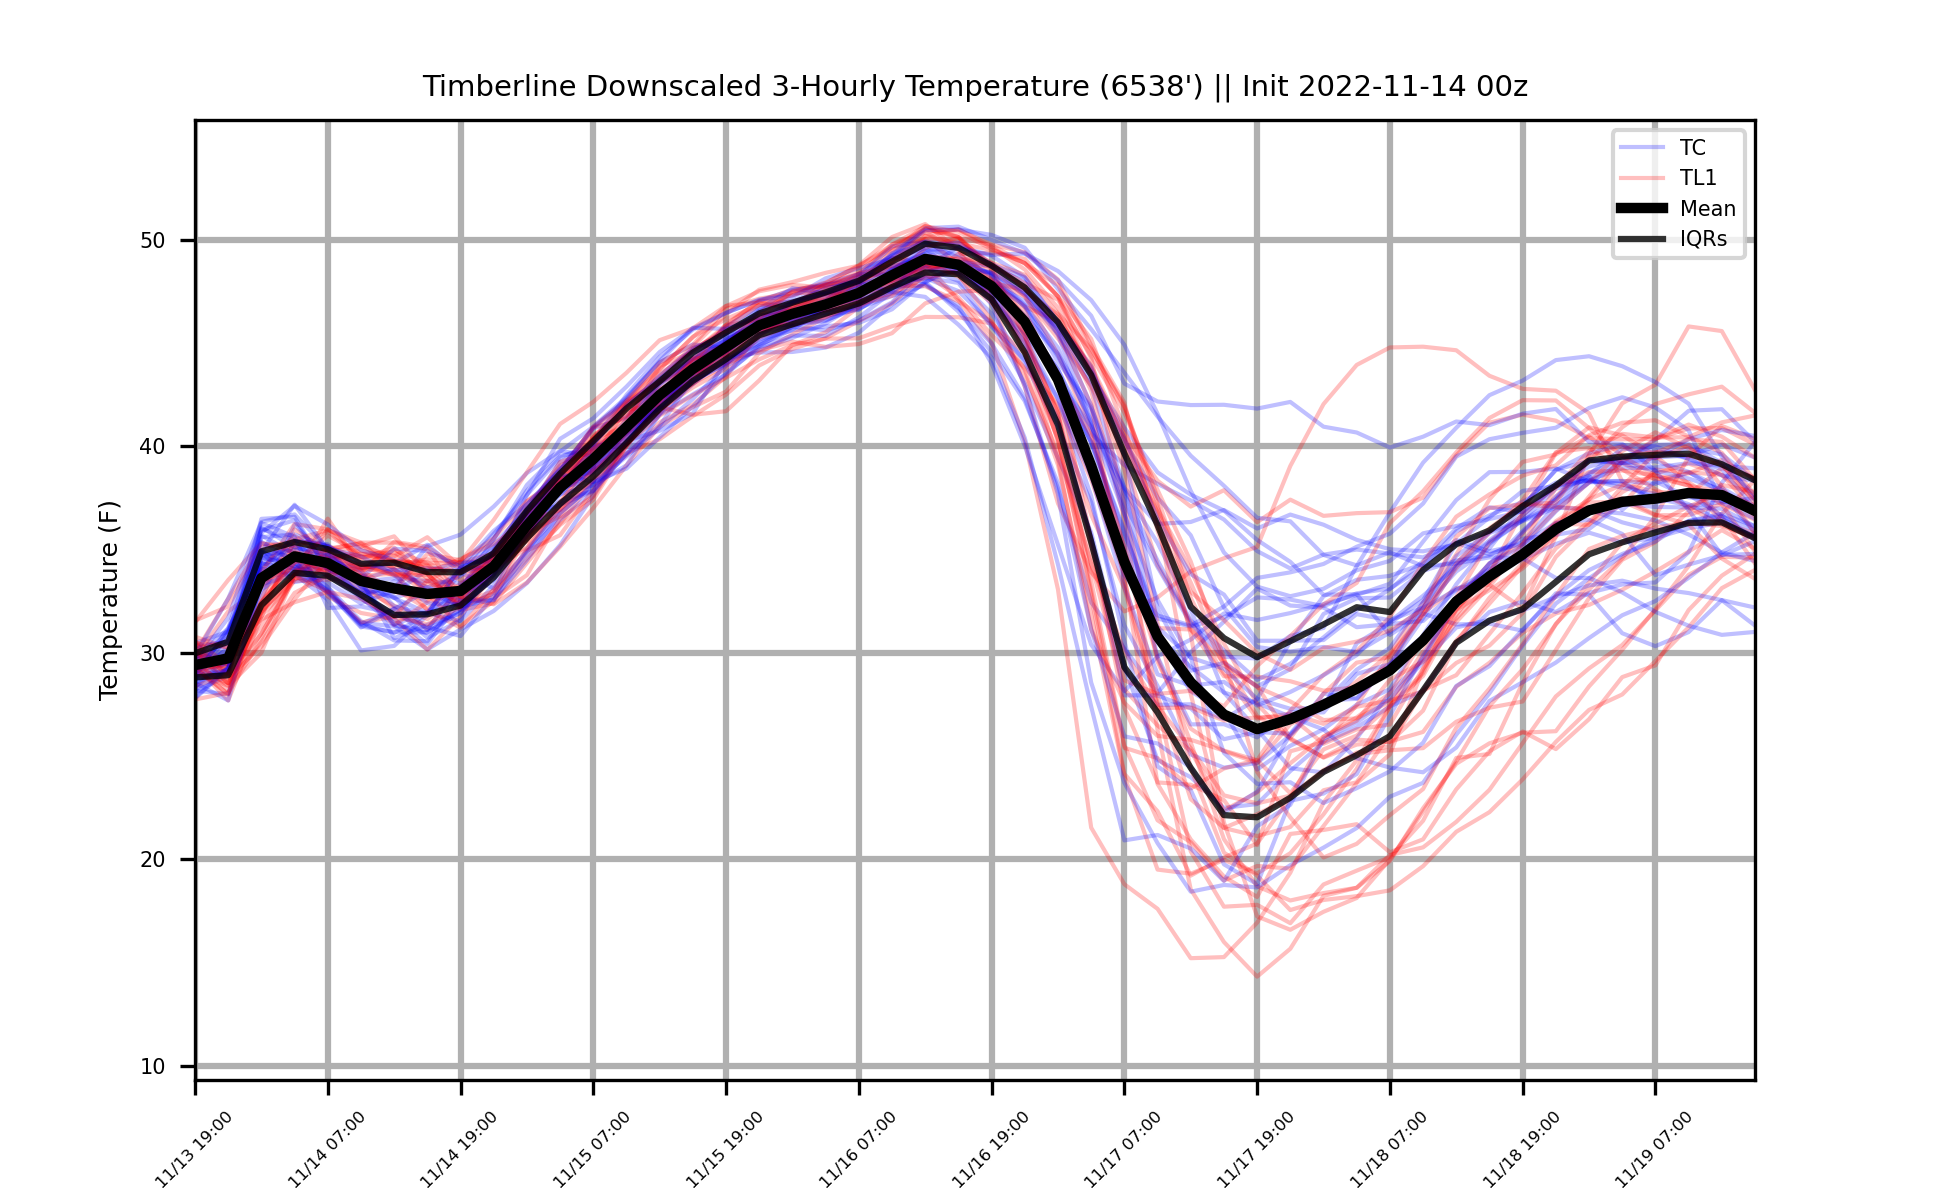 Timberline Downscaled 3-Hourly Temperature (6538') || Init 2022-11-14 00z
TC
TL1
Mean
IQRs
Temperature (F)
50
40
30
20
10
11/13 19:00
11/14 07:00
11/14 19:00
11/15 07:00
11/15 19:00
11/16 07:00
11/16 19:00
11/17 07:00
11/17 19:00
11/18 07:00
11/18 19:00
11/19 07:00